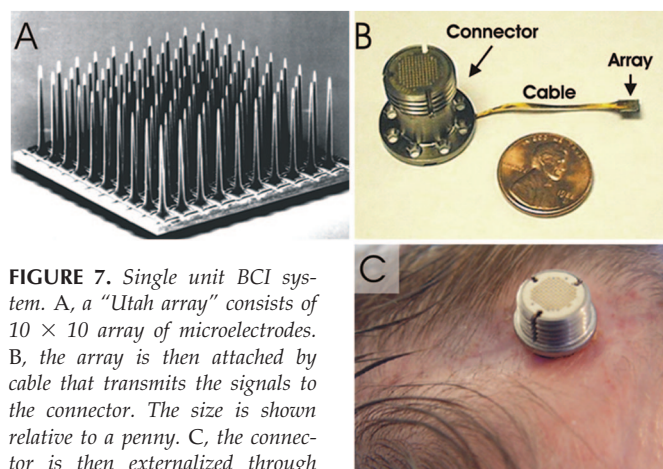 A
B
Connector
Array
Cable
C
FIGURE 7. Single unit BCI sys-
tem. A, a “Utah array” consists of
10 × 10 array of microelectrodes.
B, the array is then attached by
cable that transmits the signals to
the connector. The size is shown
relative to a penny. C, the connec-
tor is then externalized through